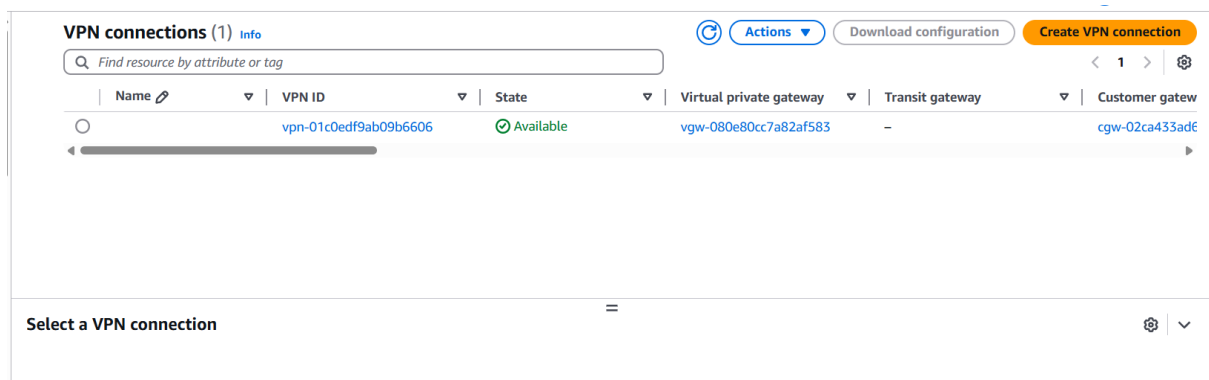 VPN connections (1) Info
Actions
Download configuration
Create VPN connection
Find resource by attribute or tag
1
Name
VPN ID
State
Virtual private gateway
Transit gateway
Customer gatew
vpn-01c0edf9ab09b6606
Available
vgw-080e80cc7a82af583
–
cgw-02ca433ad6
Select a VPN connection